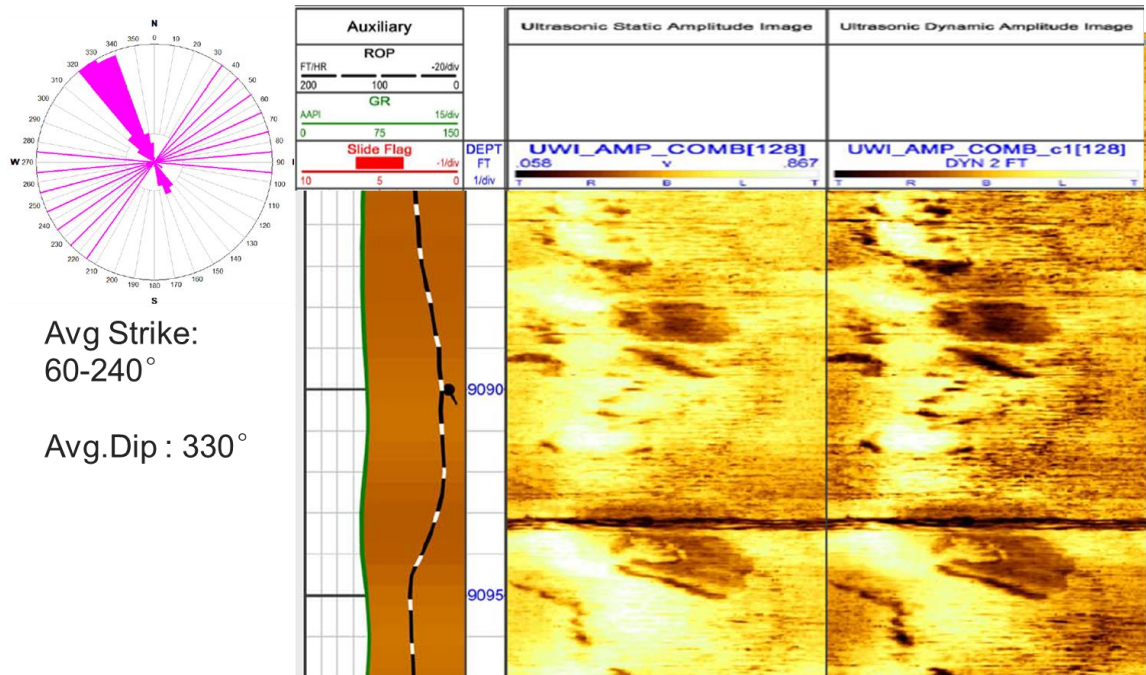 N
0
10
20
30
40
50
60
70
80
90
100
110
120
130
140
150
160
170
180
190
200
210
220
230
240
250
260
W 270
280
290
300
310
320
330
340
S
Avg Strike:
60-240°
Avg.Dip : 330°
Auxiliary
ROP
FT/HR -20/div
200 100 0
GR
AAPI 15/div
0 75 150
Slide Flag
-1/div
10 5 0
DEPT
FT
1/div
9090
9095
Ultrasonic Static Amplitude Image
UWI_AMP_COMB[128]
.058 v .867
T R B L T
Ultrasonic Dynamic Amplitude Image
UWI_AMP_COMB_c1[128]
DYN 2 FT
T R B L T